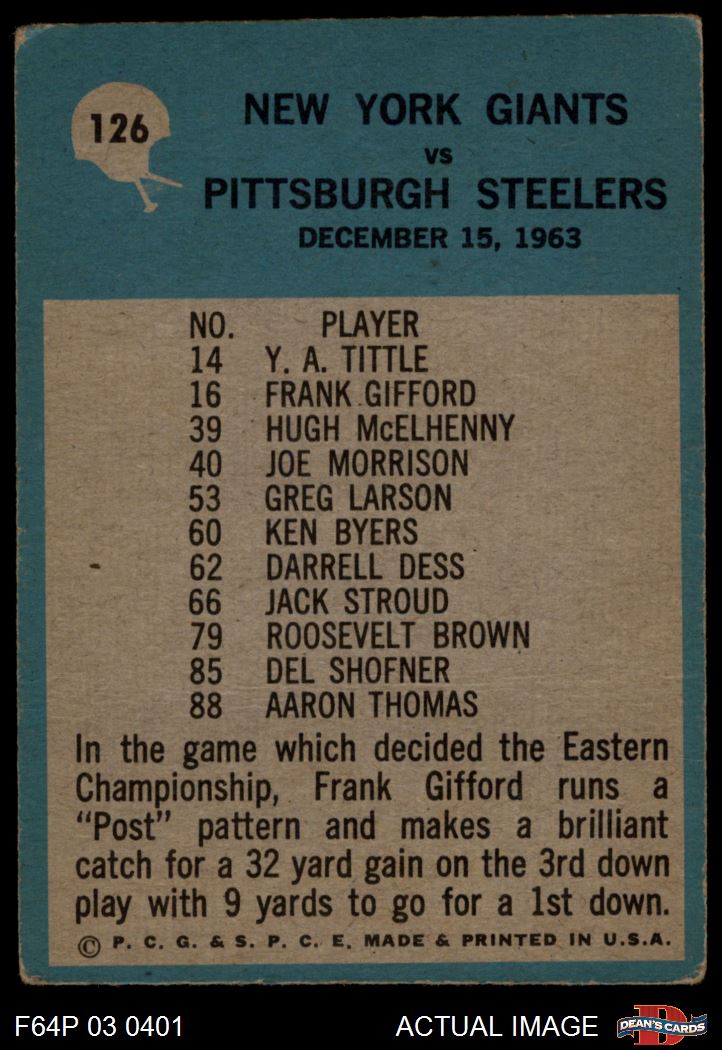 126
NEW YORK GIANTS
VS
PITTSBURGH STEELERS
DECEMBER 15, 1963
NO. PLAYER
14 Y. A. TITTLE
16 FRANK GIFFORD
39 HUGH McELHENNY
40 JOE MORRISON
53 GREG LARSON
60 KEN BYERS
62 DARRELL DESS
66 JACK STROUD
79 ROOSEVELT BROWN
85 DEL SHOFNER
88 AARON THOMAS
In the game which decided the Eastern
Championship, Frank Gifford runs a
"Post" pattern and makes a brilliant
catch for a 32 yard gain on the 3rd down
play with 9 yards to go for a 1st down.
© P. C. G. & S. P. C. E. MADE & PRINTED IN U.S.A.
F64P 03 0401 ACTUAL IMAGE
D
DEAN'S CARDS